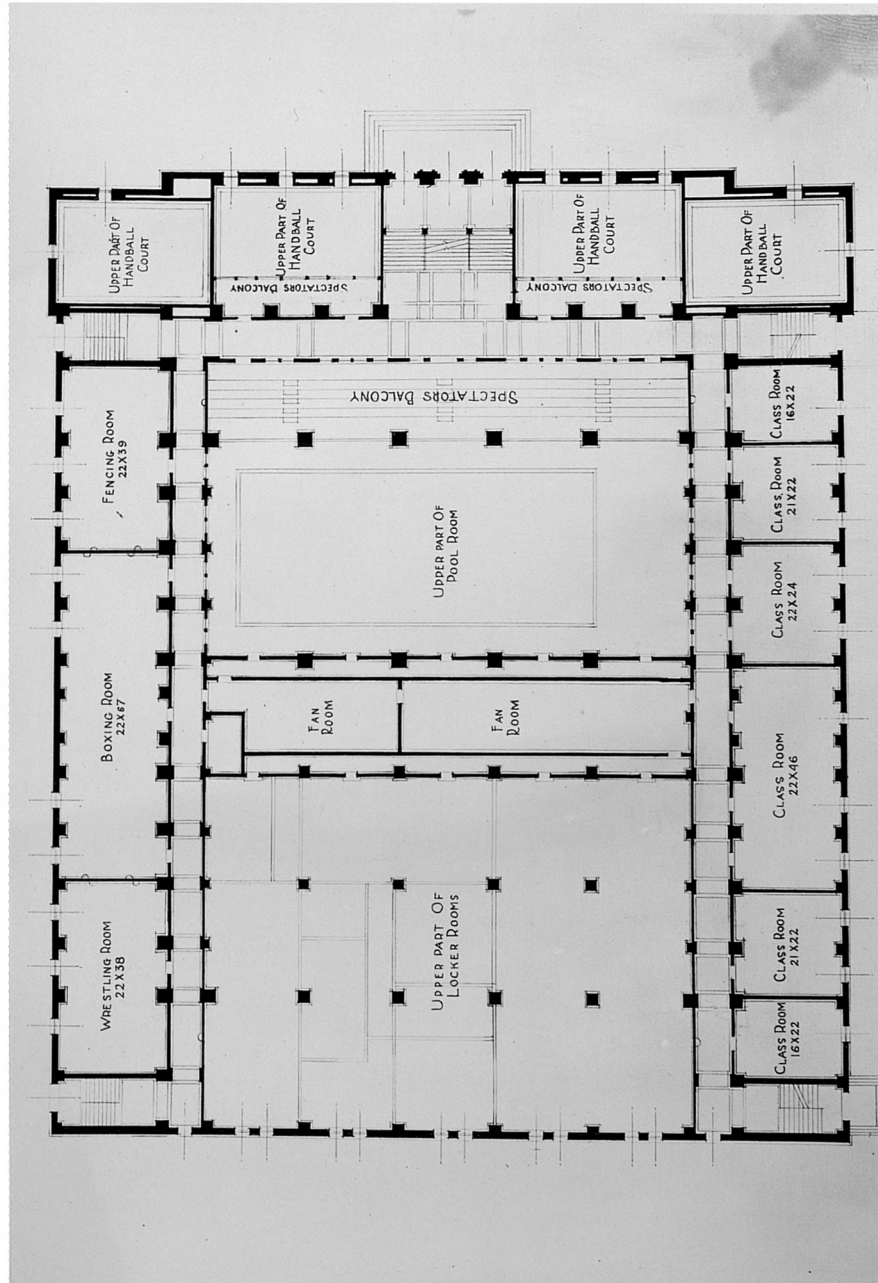 UPPER PART OF
HANDBALL
COURT
UPPER PART OF
HANDBALL
COURT
SPECTATORS BALCONY
UPPER PART OF
HANDBALL
COURT
SPECTATORS BALCONY
UPPER PART OF
HANDBALL
COURT
SPECTATORS BALCONY
FENCING ROOM
22X39
UPPER PART OF
POOL ROOM
CLASS ROOM
16X22
CLASS ROOM
21X22
CLASS ROOM
22X24
BOXING ROOM
22X67
FAN
ROOM
FAN
ROOM
CLASS ROOM
22X46
WRESTLING ROOM
22X38
UPPER PART OF
LOCKER ROOMS
CLASS ROOM
21X22
CLASS ROOM
16X22